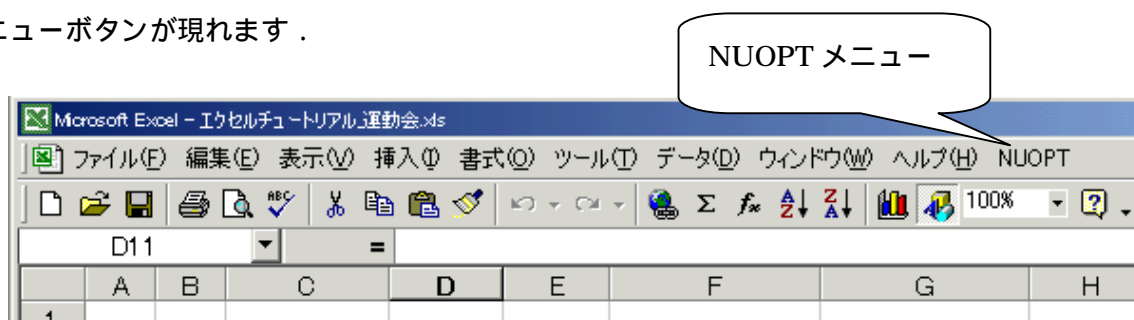 ニューボタンが現れます．
NUOPT メニュー
Microsoft Excel - エクセルチュートリアル_運動会.xls
ファイル(F) 編集(E) 表示(V) 挿入(I) 書式(O) ツール(T) データ(D) ウィンドウ(W) ヘルプ(H) NUOPT
ABC Σ fx A Z Z A 100% ?
D11 =
A B C D E F G H
1